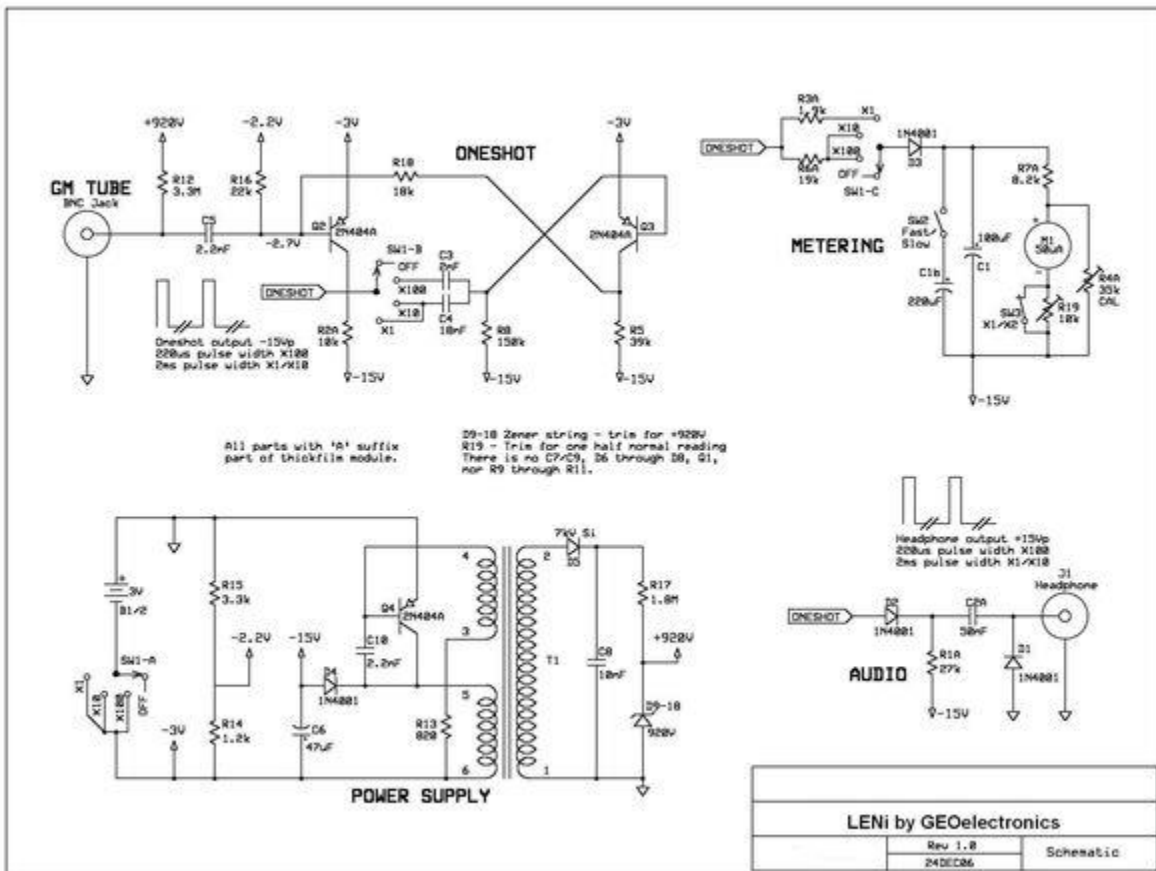 +920V
-2.2V
-3V
-3V
ONESHOT
R12
3.3M
R16
22k
R18
18k
GM TUBE
BNC Jack
C5
2.2nF
-2.7V
Q2
2N404A
Q3
2N404A
SW1-B
OFF
X100
X10
X1
C3
2nF
C4
18nF
ONESHOT
R2A
10k
R8
150k
R5
39k
-15V
-15V
-15V
Oneshot output -15Vp
220us pulse width X100
2ms pulse width X1/X10
R3A
1.9k
X1
X10
X100
OFF
SW1-C
ONESHOT
R6A
19k
1N4001
D3
R7A
8.2k
METERING
SW2
Fast/
Slow
100uF
C1
C1b
220uF
+
M1
50uA
-
R4A
35k
CAL
SW3
X1/X2
R19
10k
-15V
All parts with 'A' suffix
part of thickfilm module.
D9-18 Zener string - trim for +920V
R19 - Trim for one half normal reading
There is no C7/C9, D6 through D8, Q1,
nor R9 through R11.
+
3V
B1/2
SW1-A
X1
X10
X100
OFF
R15
3.3k
-2.2V
R14
1.2k
-3V
-15V
D4
1N4001
C6
47uF
Q4
2N404A
C10
2.2nF
R13
820
4
3
5
6
2
1
T1
7kV Si
D5
C8
10nF
R17
1.8M
+920V
D9-18
920V
POWER SUPPLY
Headphone output +15Vp
220us pulse width X100
2ms pulse width X1/X10
J1
Headphone
ONESHOT
D2
1N4001
C2A
50nF
R1A
27k
D1
1N4001
-15V
AUDIO
LENi by GEOelectronics
Rev 1.0
24DEC06
Schematic